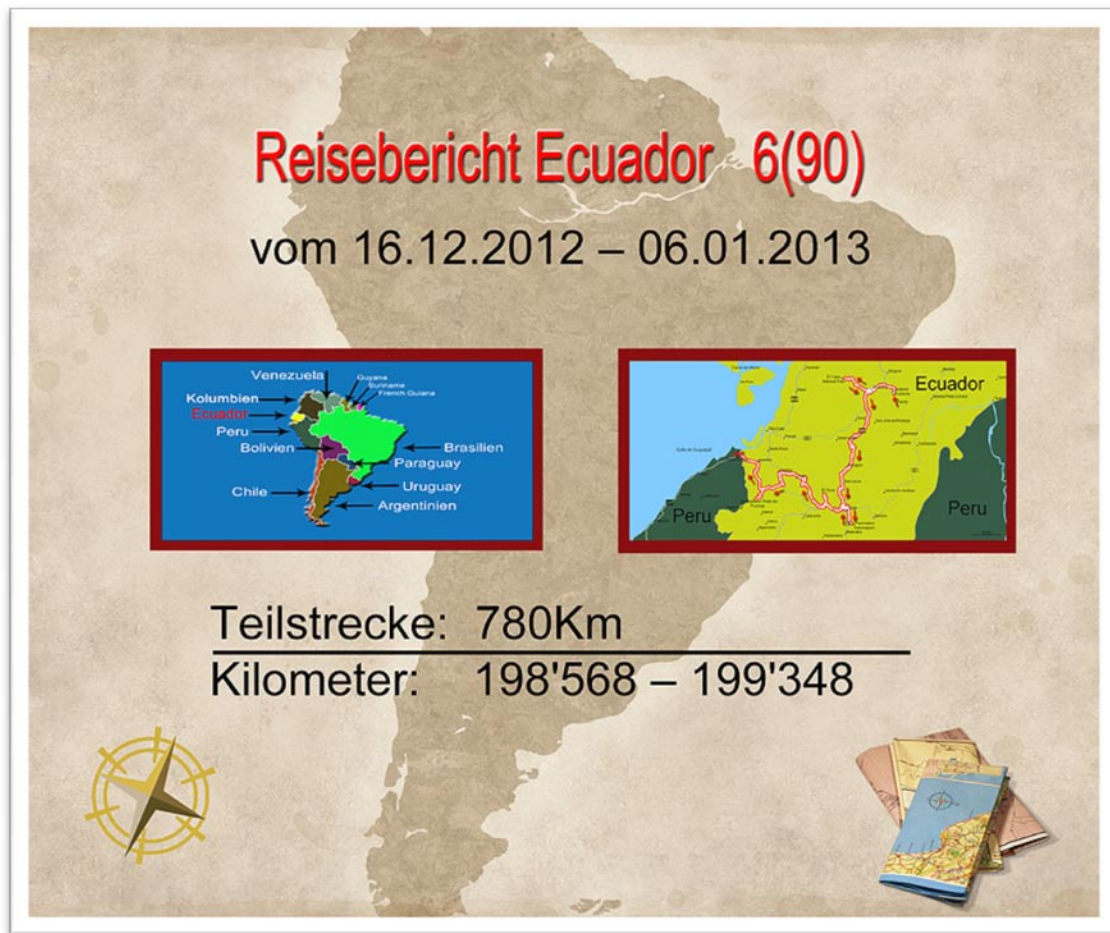 Reisebericht Ecuador 6(90)
vom 16.12.2012 – 06.01.2013
Venezuela
Guyana
Suriname
French Guiana
Kolumbien
Ecuador
Peru
Bolivien
Brasilien
Paraguay
Chile
Uruguay
Argentinien
Ecuador
Peru
Peru
Teilstrecke: 780Km
Kilometer: 198'568 – 199'348